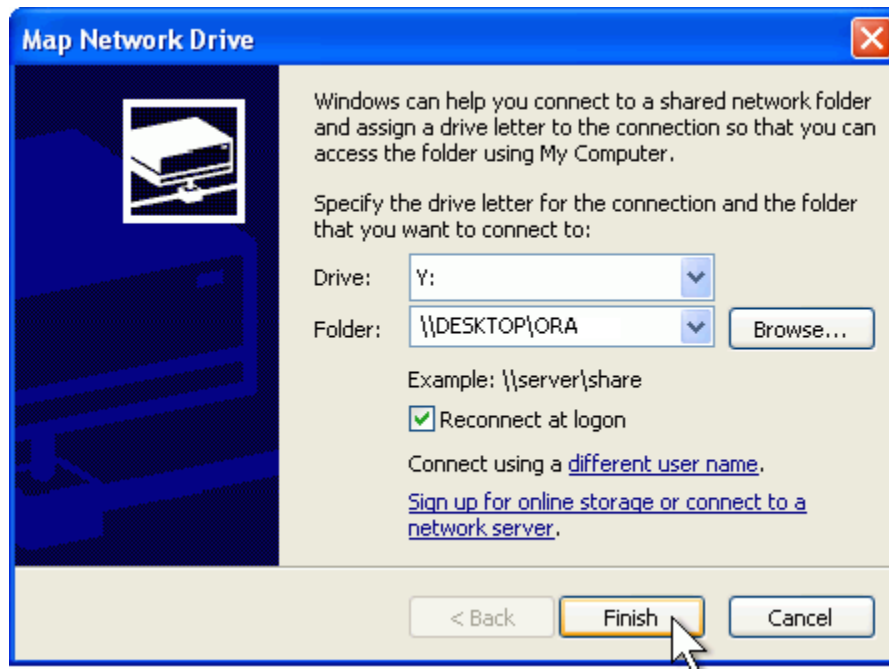 Map Network Drive
Windows can help you connect to a shared network folder
and assign a drive letter to the connection so that you can
access the folder using My Computer.
Specify the drive letter for the connection and the folder
that you want to connect to:
Drive: Y:
Folder: \\DESKTOP\ORA Browse...
Example: \\server\share
Reconnect at logon
Connect using a different user name.
Sign up for online storage or connect to a
network server.
< Back Finish Cancel